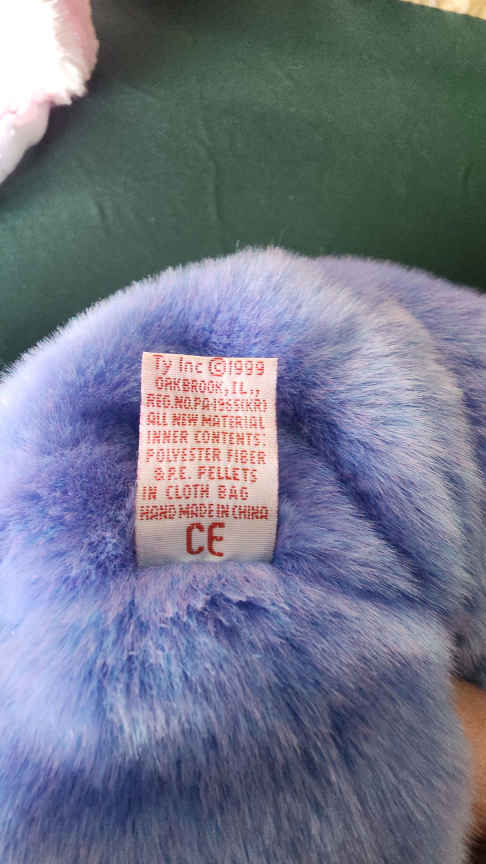 Ty Inc ©1999
OAKBROOK, IL.,
REG.NO.PA-1955(KR)
ALL NEW MATERIAL
INNER CONTENTS:
POLYESTER FIBER
& P.E. PELLETS
IN CLOTH BAG
HAND MADE IN CHINA
CE